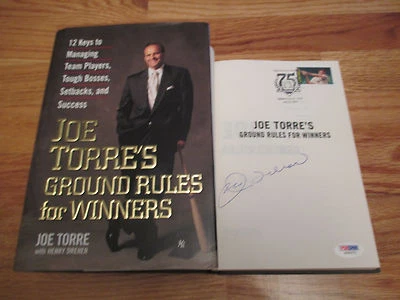 12 Keys to
Managing
Team Players,
Tough Bosses,
Setbacks, and
Success
JOE
TORRE'S
GROUND RULES
for WINNERS
JOE TORRE
WITH HENRY DREHER
75
JOE TORRE'S
GROUND RULES FOR WINNERS
PSA/DNA